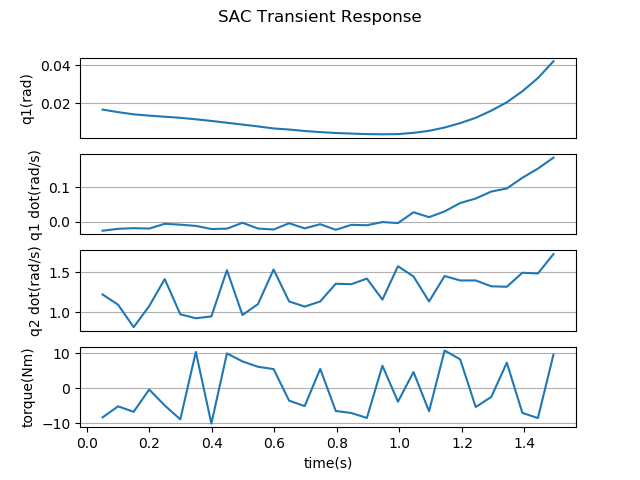 SAC Transient Response
q1(rad)
0.04
0.02
q1 dot(rad/s)
0.1
0.0
q2 dot(rad/s)
1.5
1.0
torque(Nm)
10
0
−10
0.0 0.2 0.4 0.6 0.8 1.0 1.2 1.4
time(s)